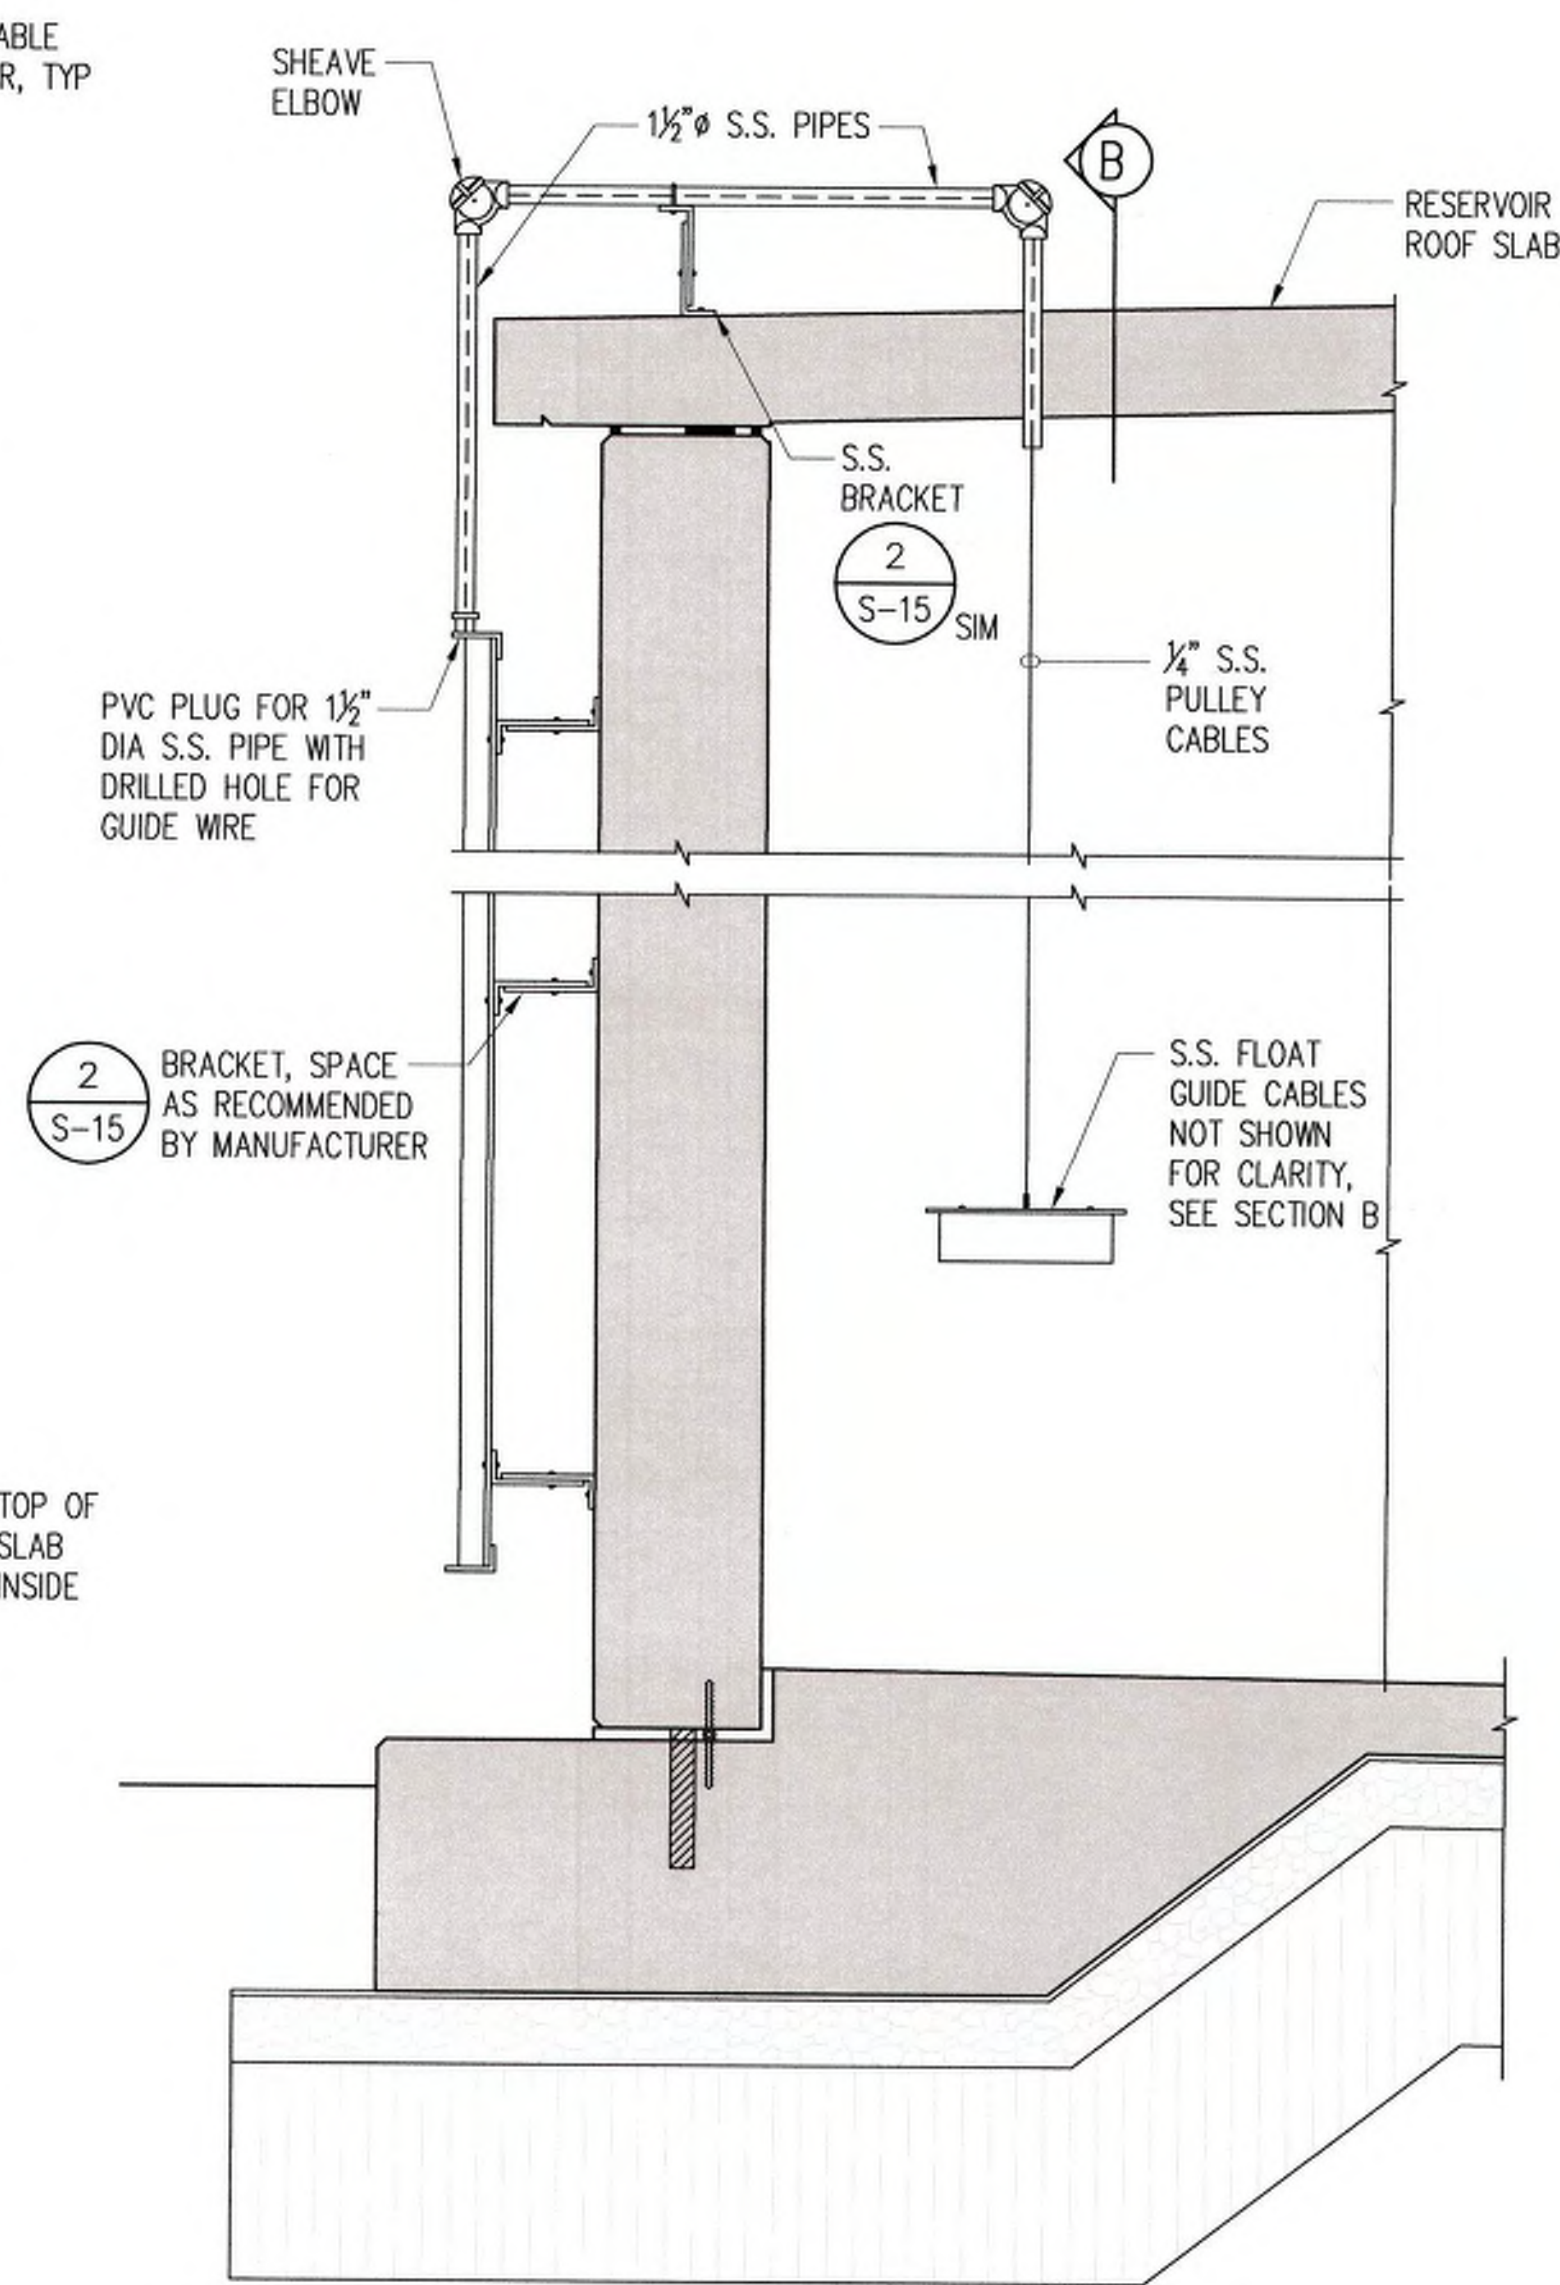 R, TYP
SHEAVE
ELBOW
1½"ø S.S. PIPES
B
RESERVOIR
ROOF SLAB
S.S.
BRACKET
2
S-15
SIM
¼" S.S.
PULLEY
CABLES
PVC PLUG FOR 1½"
DIA S.S. PIPE WITH
DRILLED HOLE FOR
GUIDE WIRE
2
S-15
BRACKET, SPACE
AS RECOMMENDED
BY MANUFACTURER
S.S. FLOAT
GUIDE CABLES
NOT SHOWN
FOR CLARITY,
SEE SECTION B
TOP OF
SLAB
INSIDE